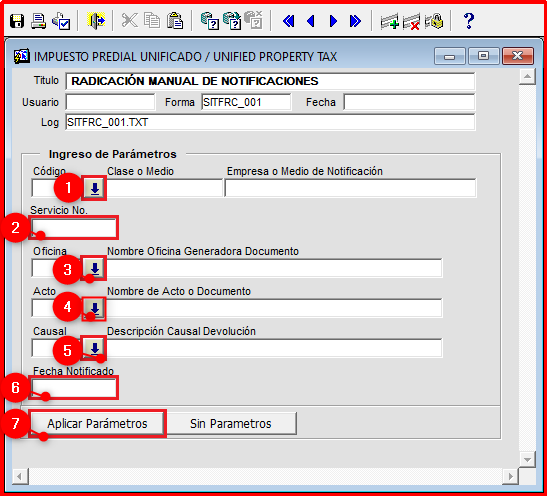 ?
IMPUESTO PREDIAL UNIFICADO / UNIFIED PROPERTY TAX
Titulo RADICACIÓN MANUAL DE NOTIFICACIONES
Usuario Forma SITFRC_001 Fecha
Log SITFRC_001.TXT
Ingreso de Parámetros
Código Clase o Medio Empresa o Medio de Notificación
1
Servicio No.
2
Oficina Nombre Oficina Generadora Documento
3
Acto Nombre de Acto o Documento
4
Causal Descripción Causal Devolución
5
Fecha Notificado
6
7 Aplicar Parámetros Sin Parametros